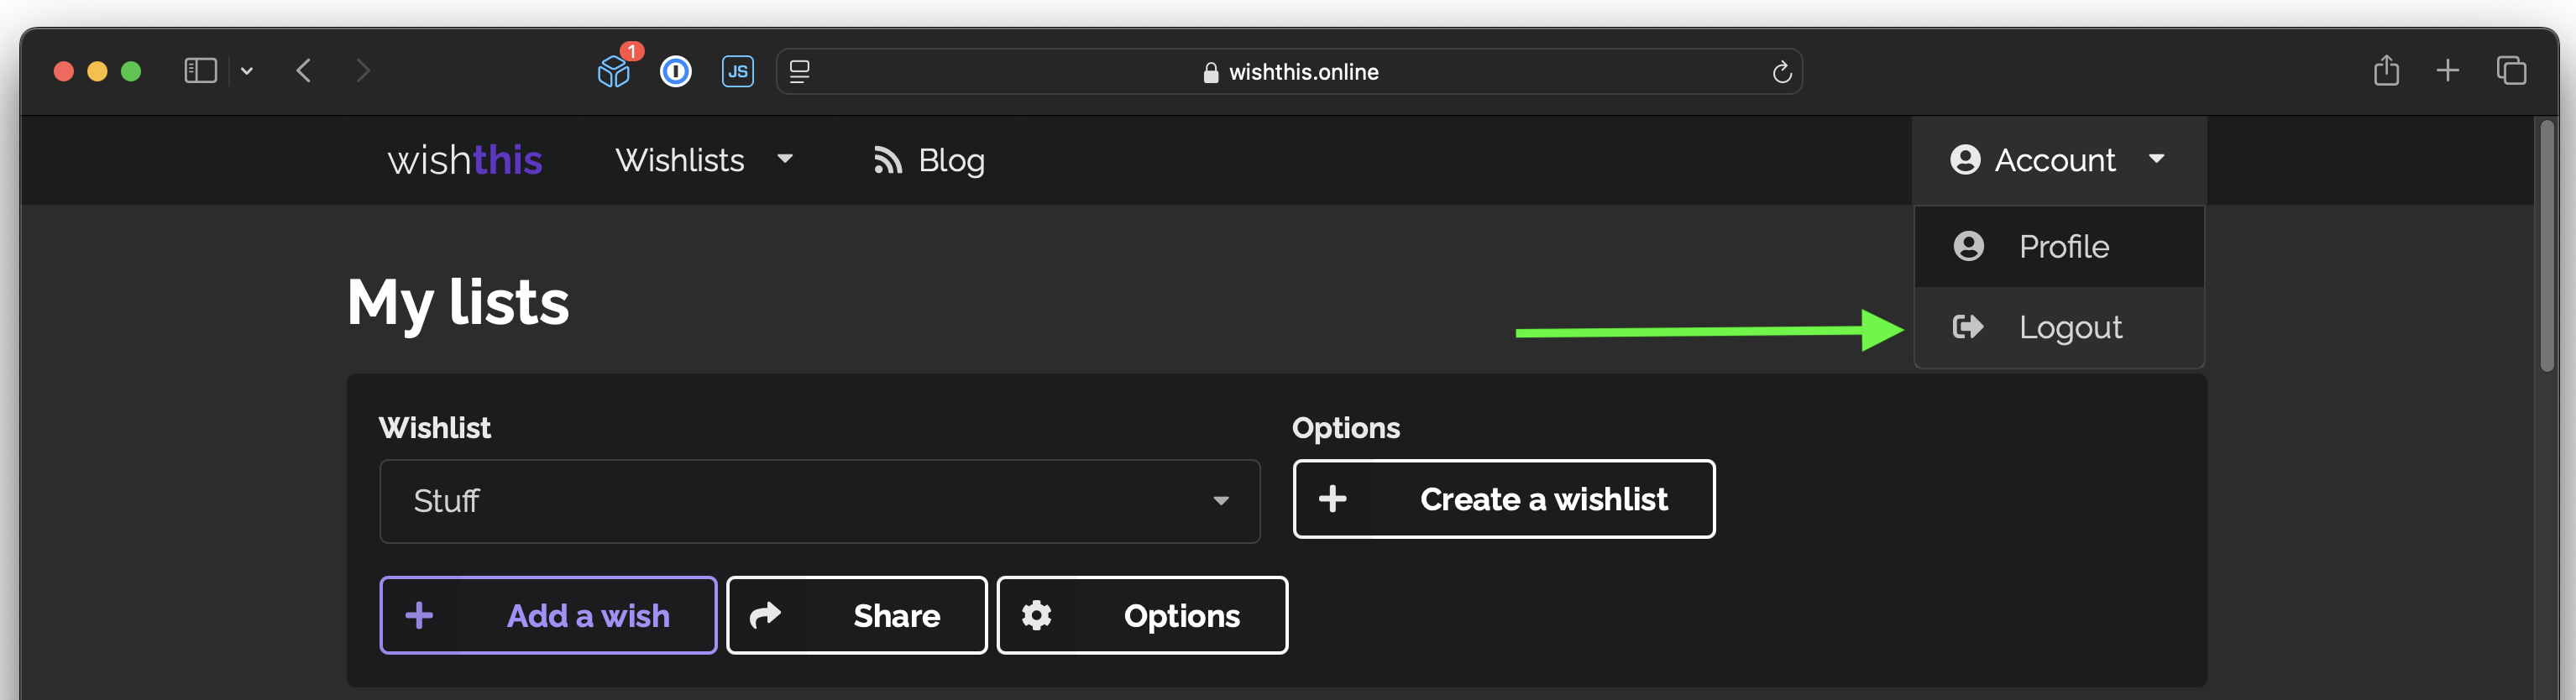 1
JS
wishthis.online
wishthis
Wishlists
Blog
Account
Profile
Logout
My lists
Wishlist
Options
Stuff
Create a wishlist
Add a wish
Share
Options